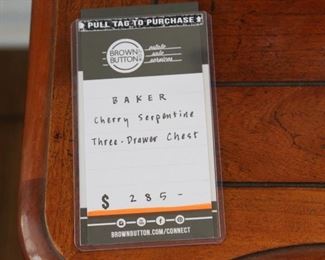 PULL TAG TO PURCHASE
BROWN
BUTTON
estate
sale
services
BAKER
Cherry Serpentine
Three-Drawer Chest
$ 285-
BROWNBUTTON.COM/CONNECT